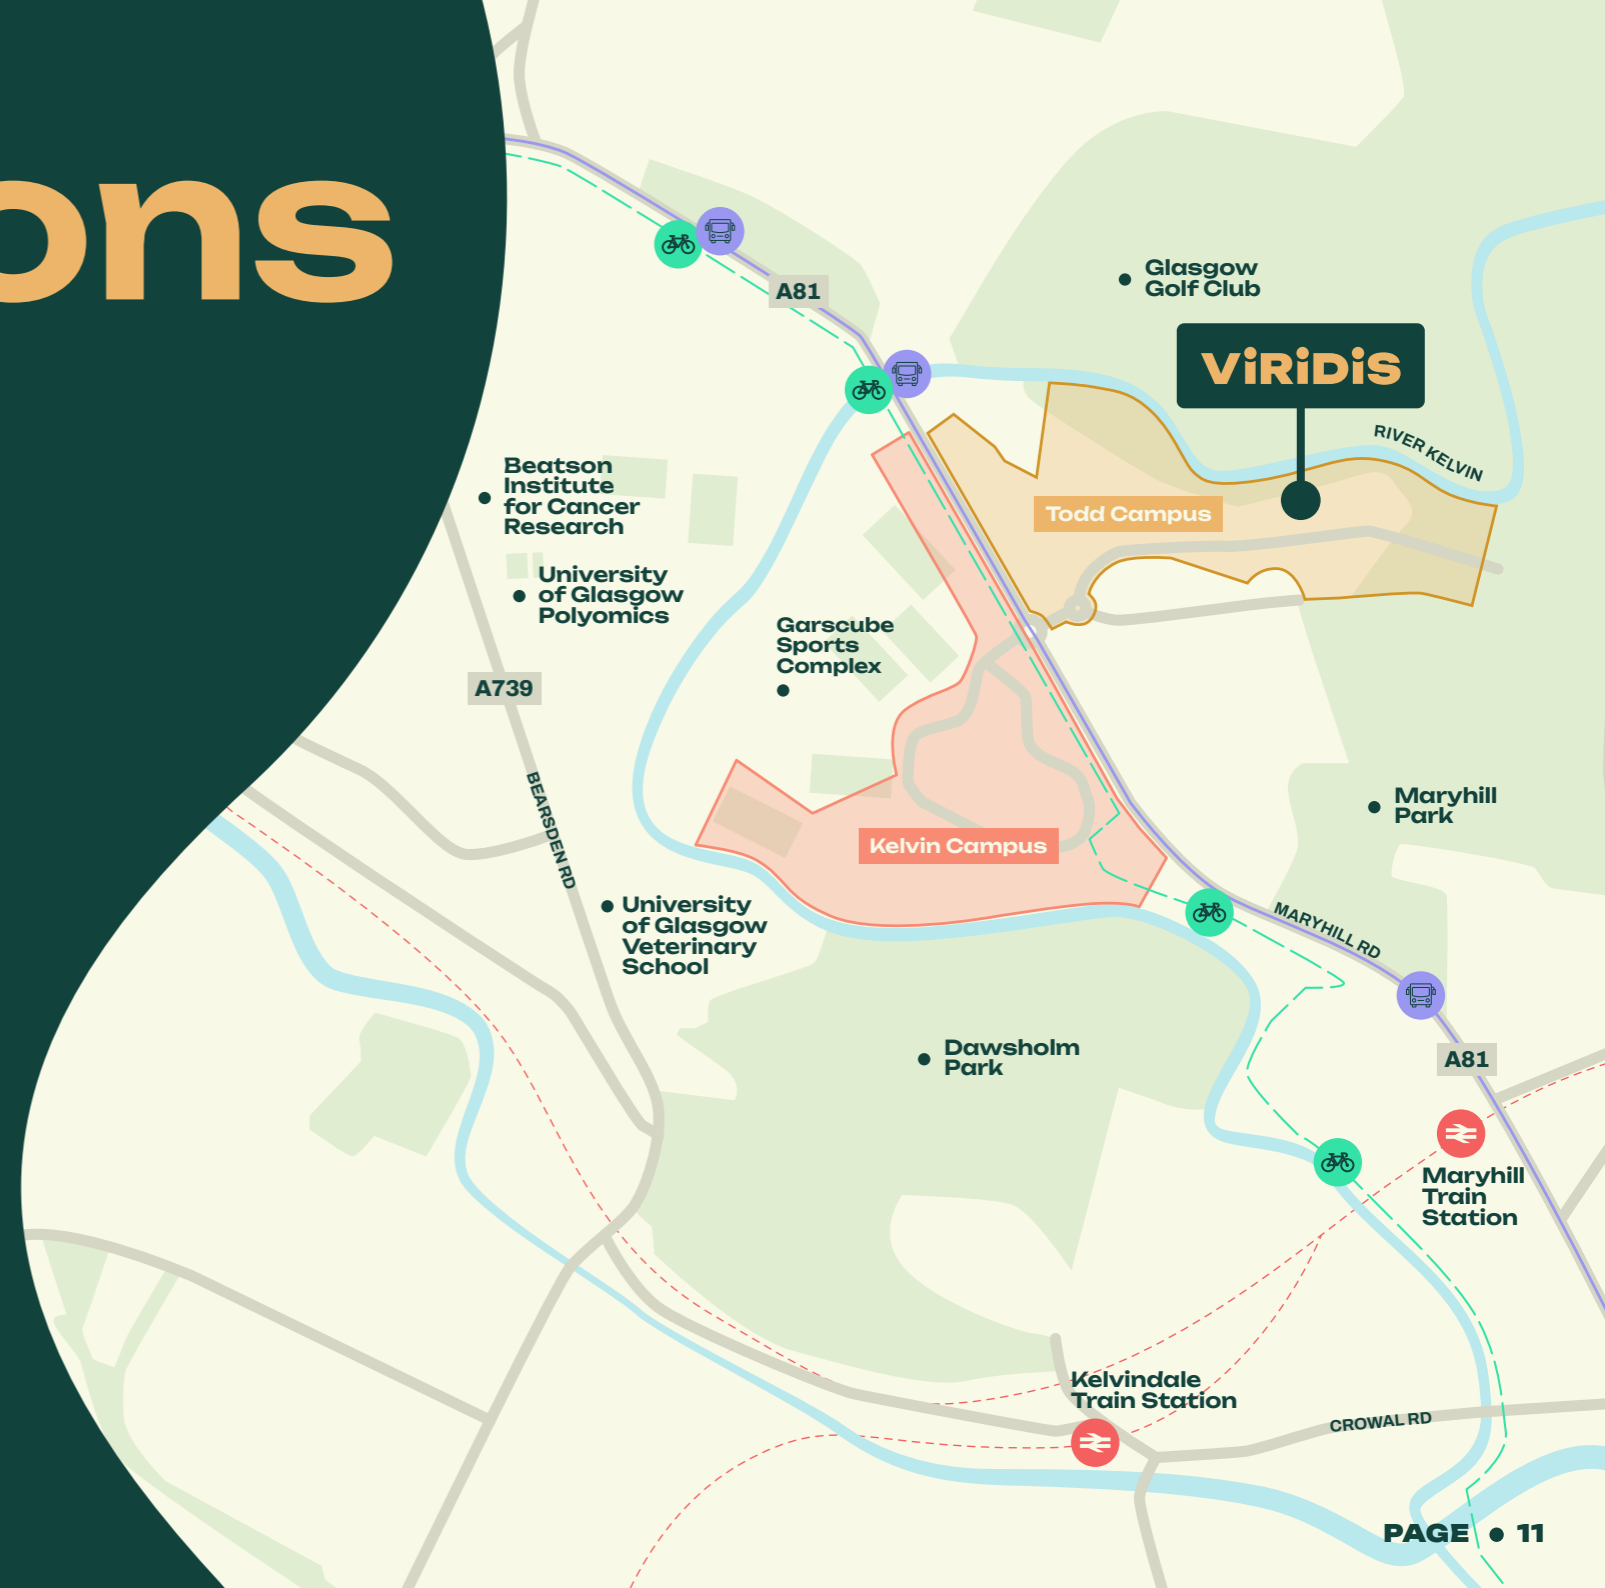 ons
A81
Glasgow
Golf Club
ViRiDiS
RIVER KELVIN
Beatson
Institute
for Cancer
Research
Todd Campus
University
of Glasgow
Polyomics
Garscube
Sports
Complex
A739
BEARSDEN RD
Maryhill
Park
Kelvin Campus
University
of Glasgow
Veterinary
School
MARYHILL RD
Dawsholm
Park
A81
Maryhill
Train
Station
Kelvindale
Train Station
CROWAL RD
PAGE • 11